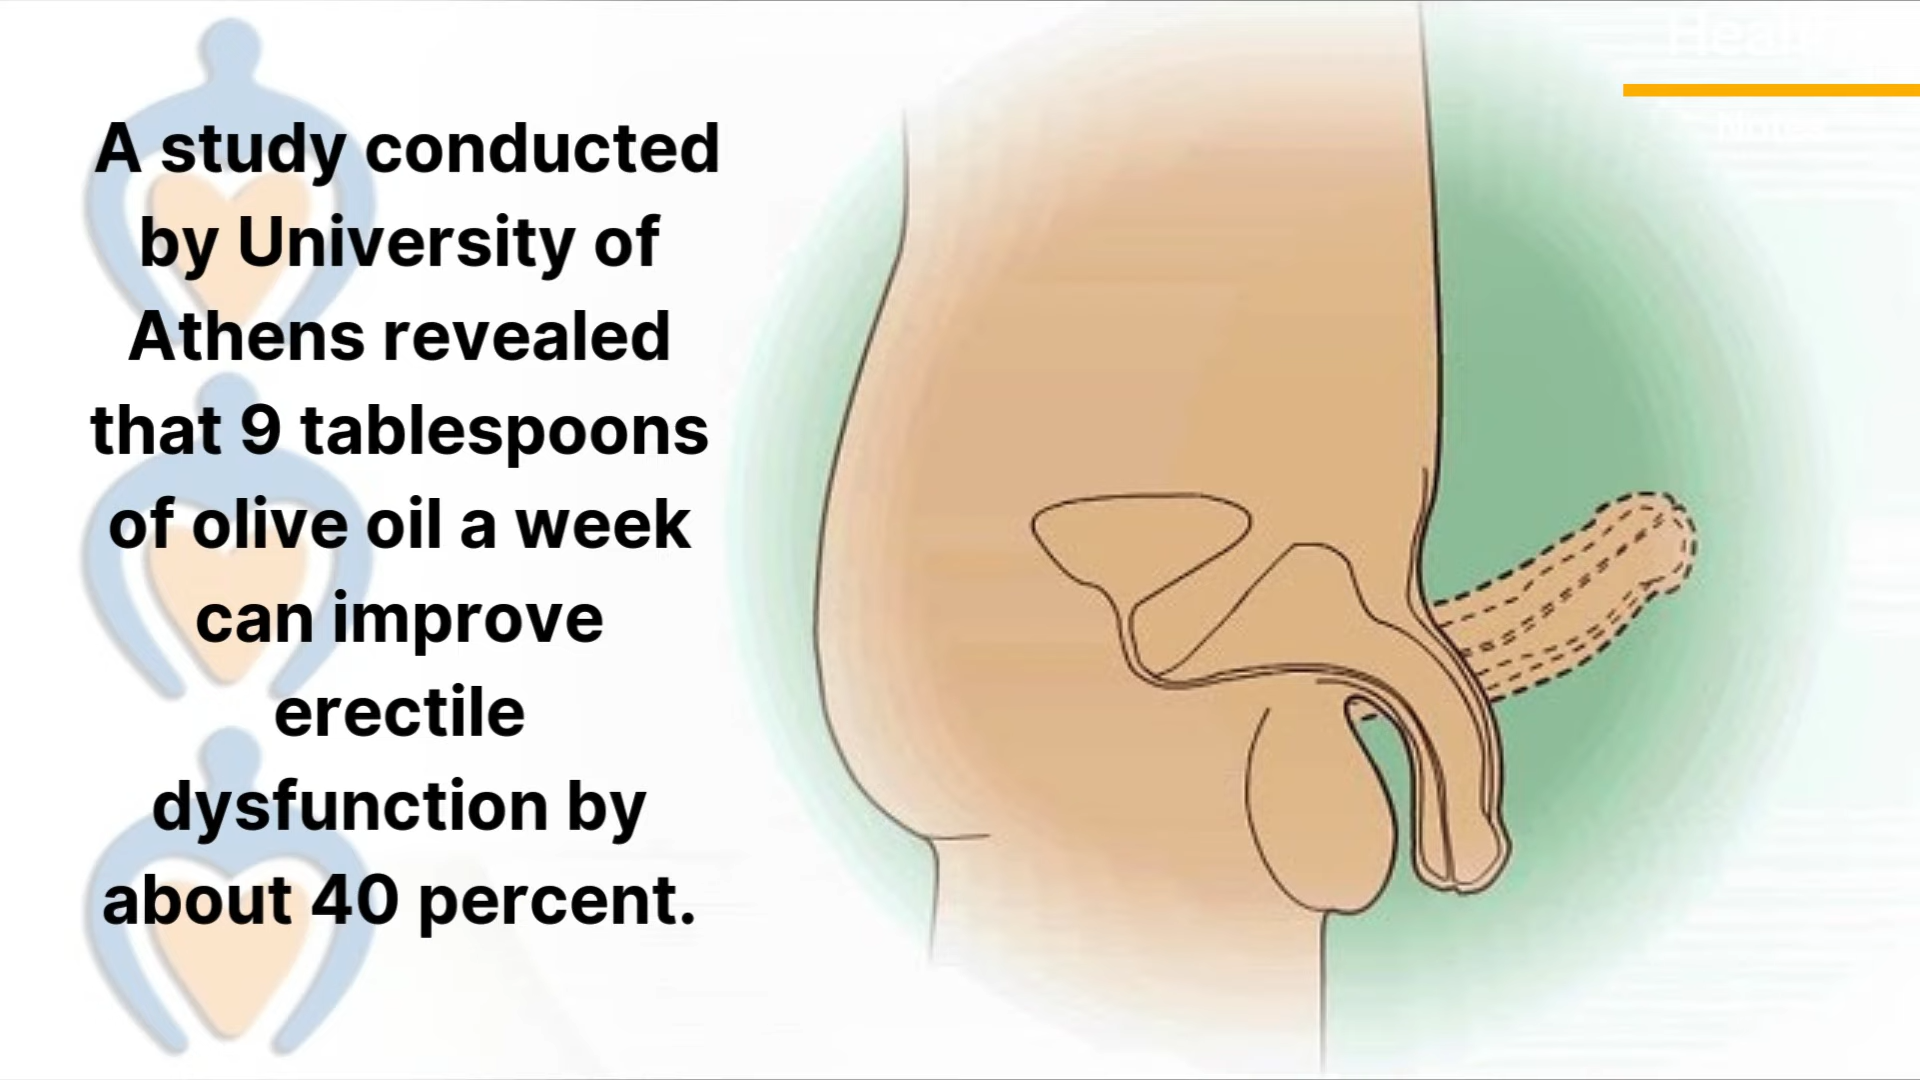 A study conducted
by University of
Athens revealed
that 9 tablespoons
of olive oil a week
can improve
erectile
dysfunction by
about 40 percent.